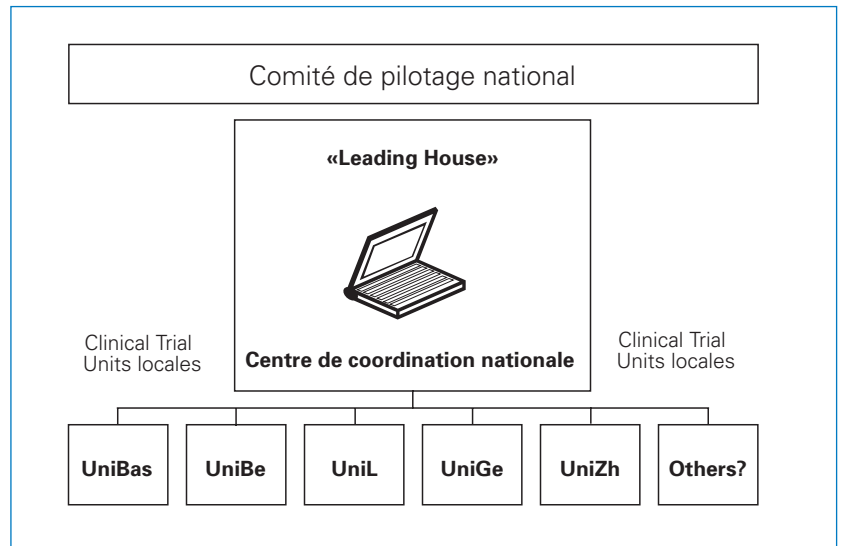 Comité de pilotage national
«Leading House»
Clinical Trial
Units locales
Centre de coordination nationale
Clinical Trial
Units locales
UniBas
UniBe
UniL
UniGe
UniZh
Others?